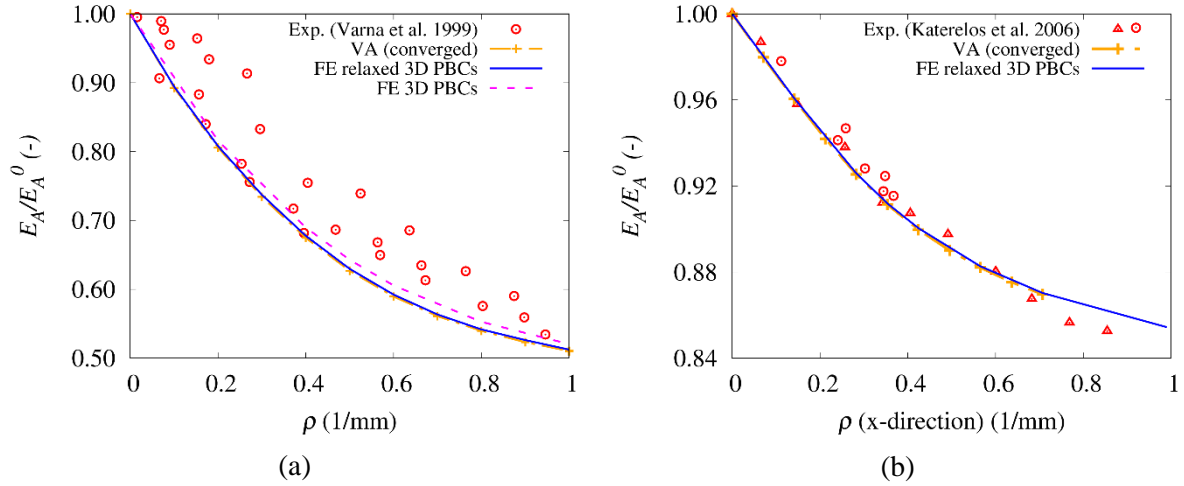 1.00
0.90
0.80
0.70
0.60
0.50
E_A/E_A^0 (-)
Exp. (Varna et al. 1999)
VA (converged)
FE relaxed 3D PBCs
FE 3D PBCs
0 0.2 0.4 0.6 0.8 1
ρ (1/mm)
(a)
1.00
0.96
0.92
0.88
0.84
E_A/E_A^0 (-)
Exp. (Katerelos et al. 2006)
VA (converged)
FE relaxed 3D PBCs
0 0.2 0.4 0.6 0.8 1
ρ (x-direction) (1/mm)
(b)